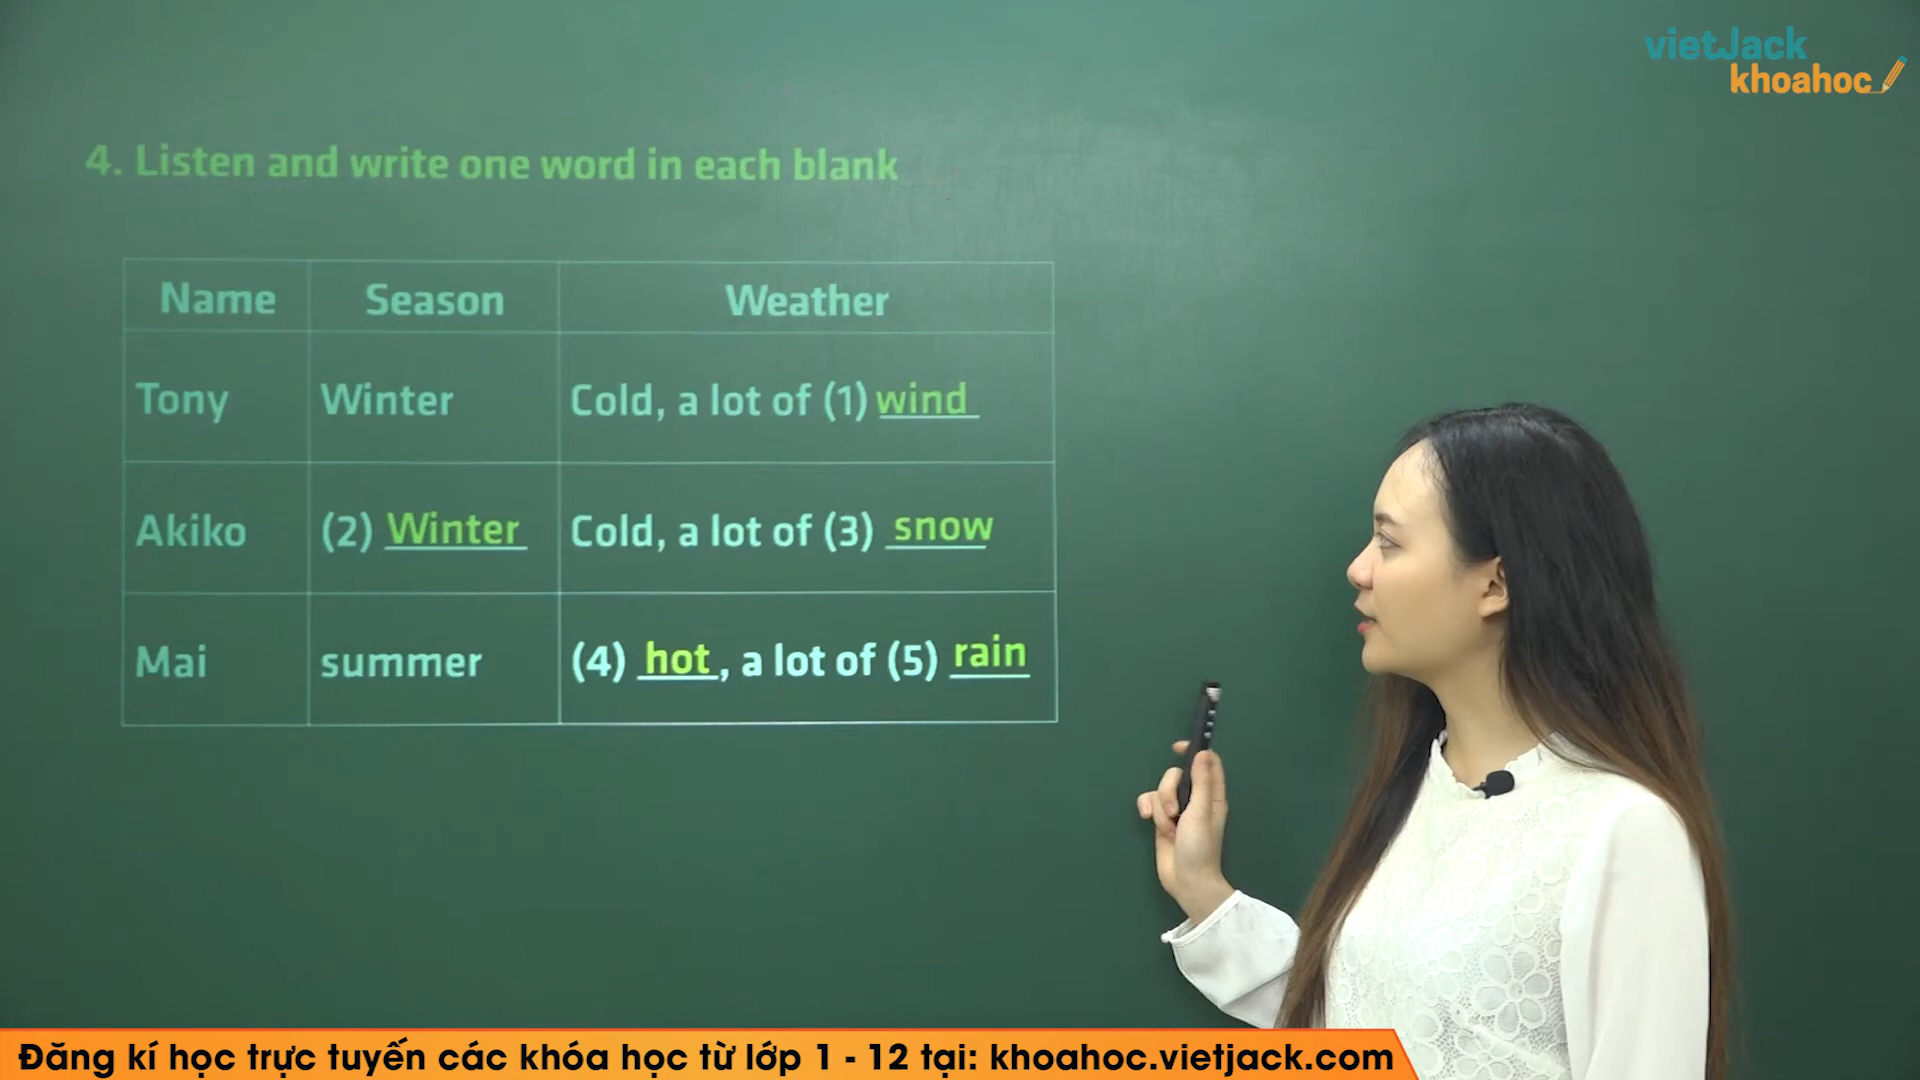 vietJack
khoahoc
4. Listen and write one word in each blank
Name Season Weather
Tony Winter Cold, a lot of (1) wind
Akiko (2) Winter Cold, a lot of (3) snow
Mai summer (4) hot, a lot of (5) rain
Đăng kí học trực tuyến các khóa học từ lớp 1 - 12 tại: khoahoc.vietjack.com